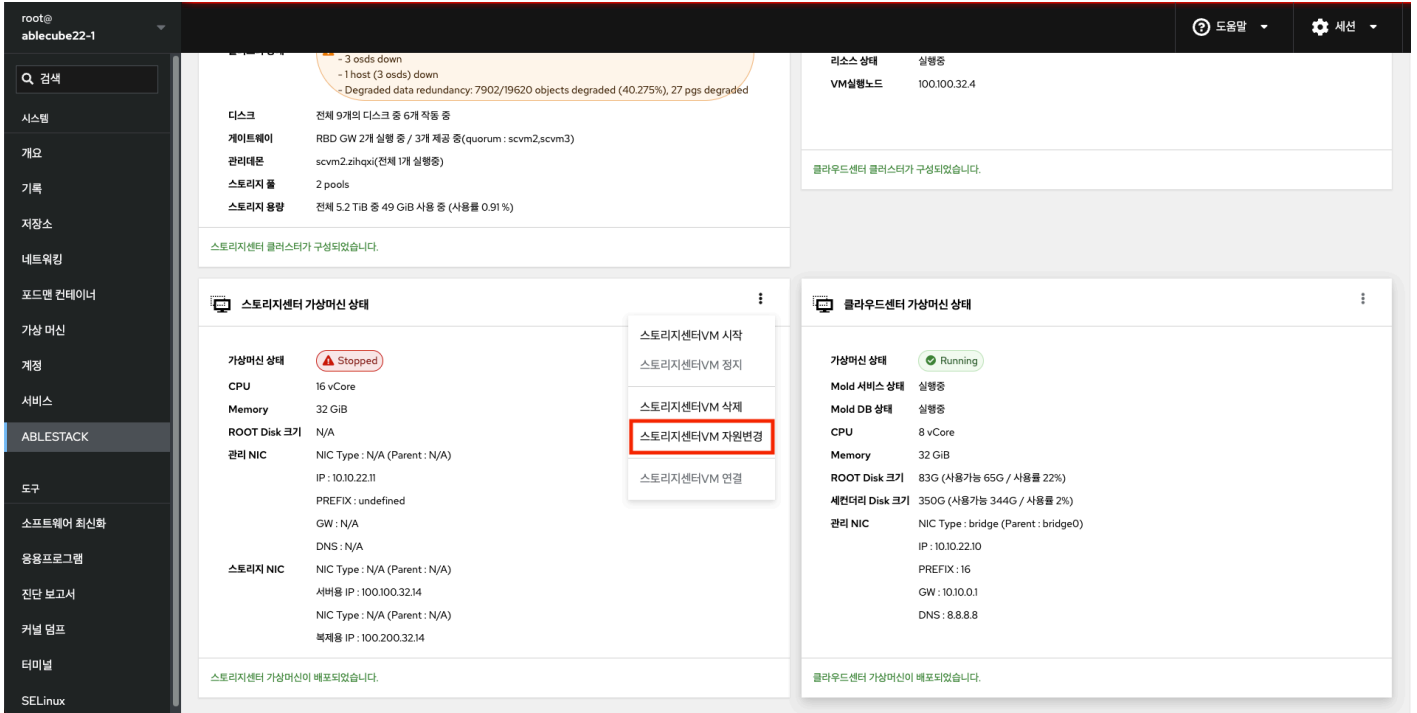 root@
ablecube22-1
도움말
세션
검색
시스템
개요
기록
저장소
네트워킹
포드맨 컨테이너
가상 머신
계정
서비스
ABLESTACK
도구
소프트웨어 최신화
응용프로그램
진단 보고서
커널 덤프
터미널
SELinux
- 3 osds down
- 1 host (3 osds) down
- Degraded data redundancy: 7902/19620 objects degraded (40.275%), 27 pgs degraded
디스크 전체 9개의 디스크 중 6개 작동 중
게이트웨이 RBD GW 2개 실행 중 / 3개 제공 중(quorum : scvm2,scvm3)
관리데몬 scvm2.zihqxi(전체 1개 실행중)
스토리지 풀 2 pools
스토리지 용량 전체 5.2 TiB 중 49 GiB 사용 중 (사용률 0.91 %)
스토리지센터 클러스터가 구성되었습니다.
리소스 상태 실행중
VM실행노드 100.100.32.4
클라우드센터 클러스터가 구성되었습니다.
스토리지센터 가상머신 상태
스토리지센터VM 시작
스토리지센터VM 정지
스토리지센터VM 삭제
스토리지센터VM 자원변경
스토리지센터VM 연결
가상머신 상태 Stopped
CPU 16 vCore
Memory 32 GiB
ROOT Disk 크기 N/A
관리 NIC NIC Type : N/A (Parent : N/A)
IP : 10.10.22.11
PREFIX : undefined
GW : N/A
DNS : N/A
스토리지 NIC NIC Type : N/A (Parent : N/A)
서버용 IP : 100.100.32.14
NIC Type : N/A (Parent : N/A)
복제용 IP : 100.200.32.14
스토리지센터 가상머신이 배포되었습니다.
클라우드센터 가상머신 상태
가상머신 상태 Running
Mold 서비스 상태 실행중
Mold DB 상태 실행중
CPU 8 vCore
Memory 32 GiB
ROOT Disk 크기 83G (사용가능 65G / 사용률 22%)
세컨더리 Disk 크기 350G (사용가능 344G / 사용률 2%)
관리 NIC NIC Type : bridge (Parent : bridge0)
IP : 10.10.22.10
PREFIX : 16
GW : 10.10.0.1
DNS : 8.8.8.8
클라우드센터 가상머신이 배포되었습니다.